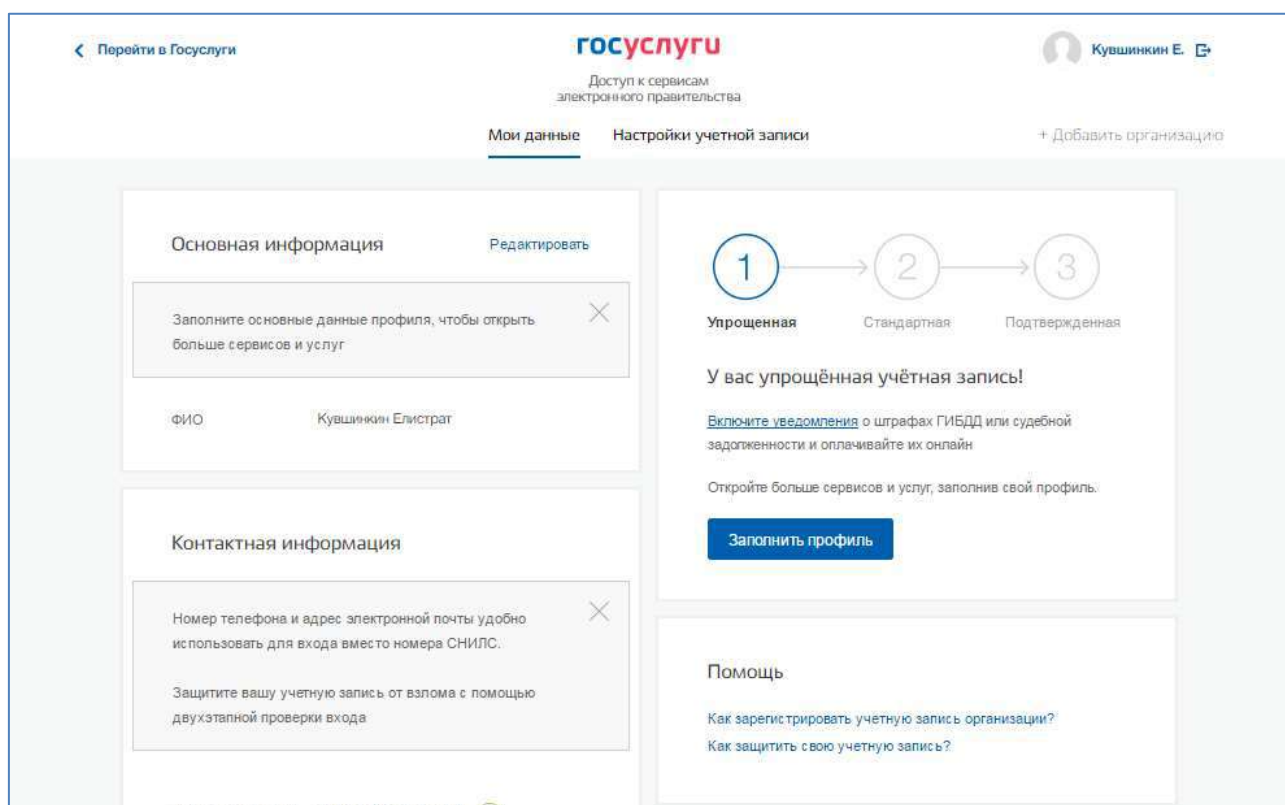 Перейти в Госуслуги
госуслуги
Кувшинкин Е.
Доступ к сервисам
электронного правительства
Мои данные
Настройки учетной записи
+ Добавить организацию
Основная информация
Редактировать
Заполните основные данные профиля, чтобы открыть
больше сервисов и услуг
ФИО
Кувшинкин Елистрат
Контактная информация
Номер телефона и адрес электронной почты удобно
использовать для входа вместо номера СНИЛС.
Защитите вашу учетную запись от взлома с помощью
двухэтапной проверки входа
1
2
3
Упрощенная
Стандартная
Подтвержденная
У вас упрощённая учётная запись!
Включите уведомления о штрафах ГИБДД или судебной
задолженности и оплачивайте их онлайн
Откройте больше сервисов и услуг, заполнив свой профиль.
Заполнить профиль
Помощь
Как зарегистрировать учетную запись организации?
Как защитить свою учетную запись?